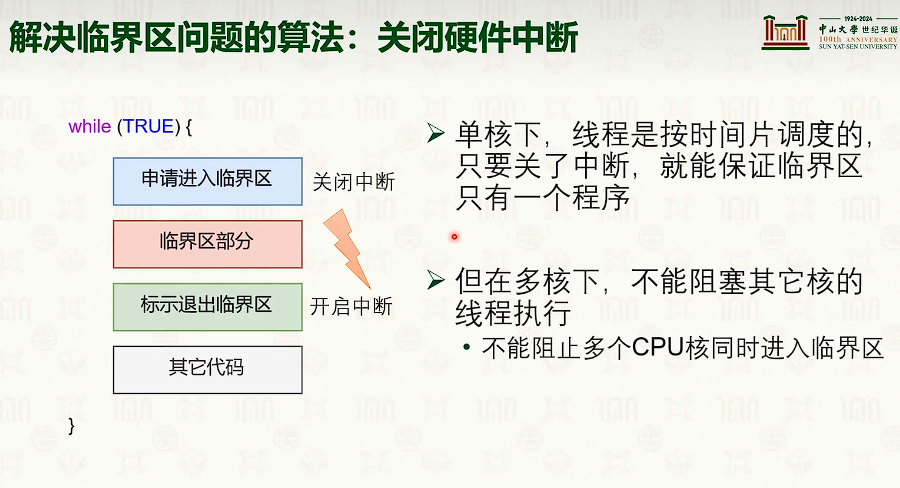 解决临界区问题的算法：关闭硬件中断
1924-2024
中山大学 世纪华诞
100th ANNIVERSARY
SUN YAT-SEN UNIVERSITY
while (TRUE) {
申请进入临界区
关闭中断
临界区部分
标示退出临界区
开启中断
其它代码
}
➢ 单核下，线程是按时间片调度的，
只要关了中断，就能保证临界区
只有一个程序
➢ 但在多核下，不能阻塞其它核的
线程执行
• 不能阻止多个CPU核同时进入临界区